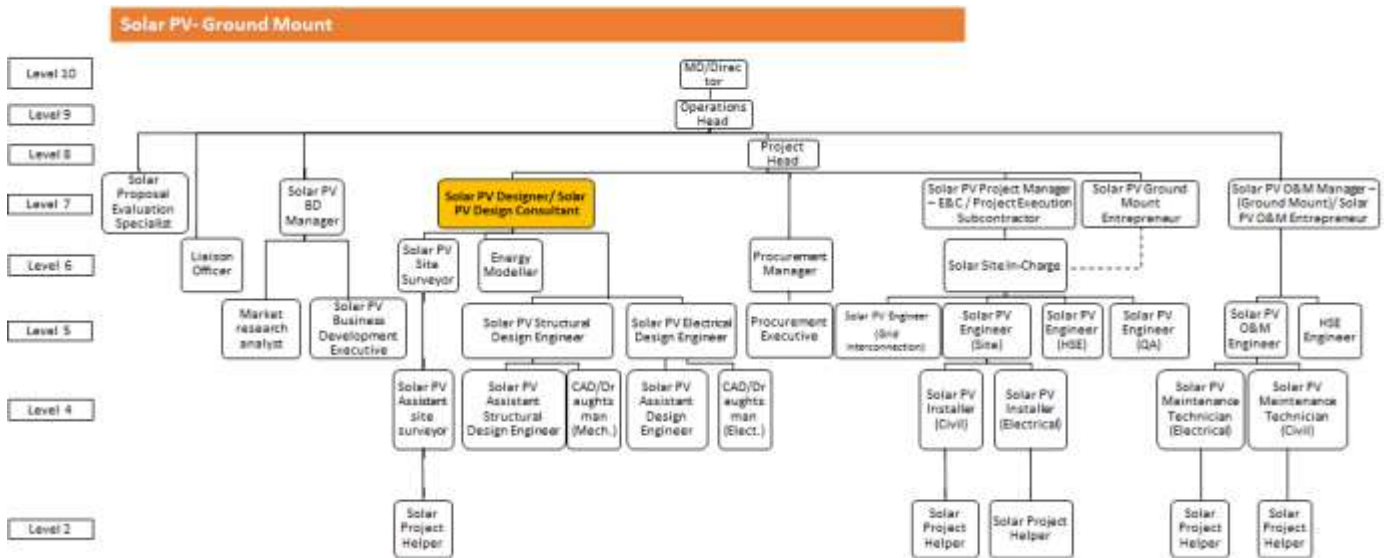 Solar PV- Ground Mount
Level 10
MD/Direc
tor
Level 9
Operations
Head
Level 8
Project
Head
Level 7
Solar
Proposal
Evaluation
Specialist
Solar PV
BD
Manager
Solar PV Designer/ Solar
PV Design Consultant
Solar PV Project Manager
– E&C / Project Execution
Subcontractor
Solar PV Ground
Mount
Entrepreneur
Solar PV O&M Manager –
(Ground Mount)/ Solar
PV O&M Entrepreneur
Level 6
Liaison
Officer
Solar PV
Site
Surveyor
Energy
Modeller
Procurement
Manager
Solar Site In-Charge
Level 5
Market
research
analyst
Solar PV
Business
Development
Executive
Solar PV Structural
Design Engineer
Solar PV Electrical
Design Engineer
Procurement
Executive
Solar PV Engineer
(Grid
Interconnection)
Solar PV
Engineer
(Site)
Solar PV
Engineer
(HSE)
Solar PV
Engineer
(QA)
Solar PV
O&M
Engineer
HSE
Engineer
Level 4
Solar PV
Assistant
site
surveyor
Solar PV
Assistant
Structural
Design Engineer
CAD/Dr
aughts
man
(Mech.)
Solar PV
Assistant
Design
Engineer
CAD/Dr
aughts
man
(Elect.)
Solar PV
Installer
(Civil)
Solar PV
Installer
(Electrical)
Solar PV
Maintenance
Technician
(Electrical)
Solar PV
Maintenance
Technician
(Civil)
Level 2
Solar
Project
Helper
Solar
Project
Helper
Solar Project
Helper
Solar
Project
Helper
Solar
Project
Helper